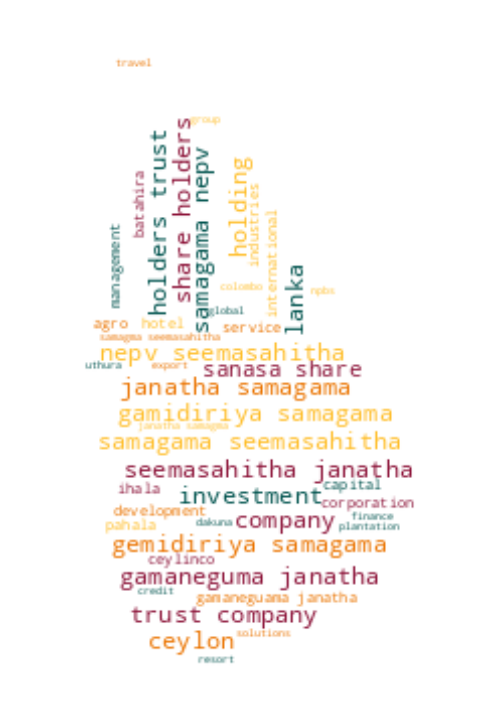 travel
group
holders trust
share holders
samagama nepv
batahira
management
holding
industries
international
lanka
colombo
npbs
global
agro
hotel
service
samagma seemasahitha
nepv seemasahitha
uthura
export
sanasa share
janatha samagama
gamidiriya samagama
janatha samagma
samagama seemasahitha
seemasahitha janatha
ihala
capital
investment
corporation
development
finance
pahala
dakuna
company
plantation
gemidiriya samagama
ceylinco
gamaneguma janatha
credit
gamaneguama janatha
trust company
ceylon
solutions
resort